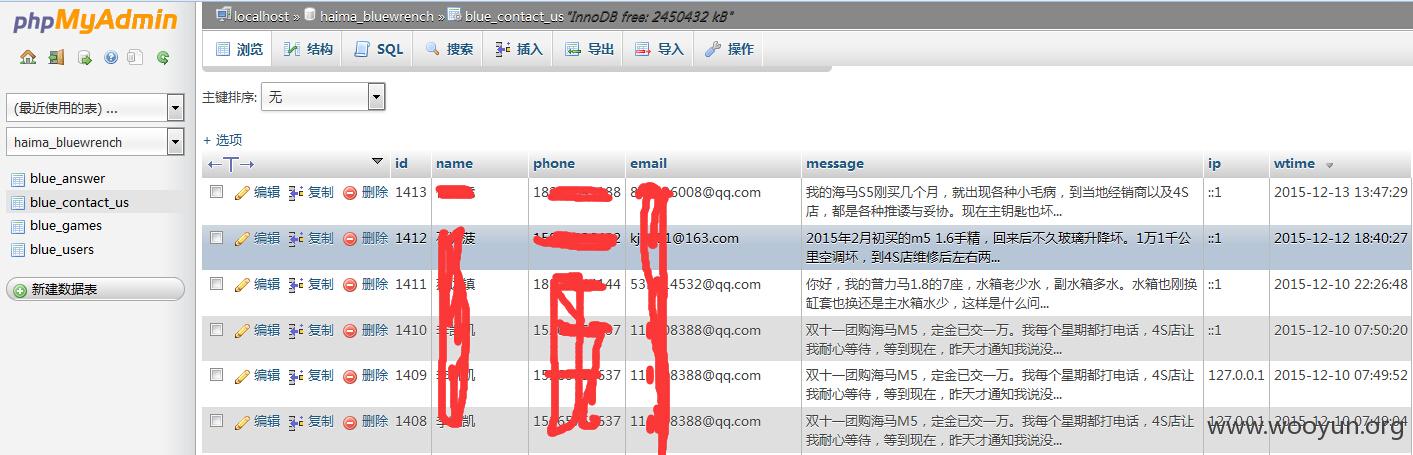 phpMyAdmin
localhost » haima_bluewrench » blue_contact_us "InnoDB free: 2450432 kB"
浏览 结构 SQL 搜索 插入 导出 导入 操作
(最近使用的表) ...
haima_bluewrench
blue_answer
blue_contact_us
blue_games
blue_users
新建数据表
主键排序: 无
+ 选项
←T→ id name phone email message ip wtime
编辑 复制 删除 1413 18 188 8 6008@qq.com 我的海马S5刚买几个月，就出现各种小毛病，到当地经销商以及4S ::1 2015-12-13 13:47:29
店，都是各种推诿与妥协。现在主钥匙也坏...
编辑 复制 删除 1412 菠 15 2 kj 1@163.com 2015年2月初买的m5 1.6手精，回来后不久玻璃升降坏。1万1千公 ::1 2015-12-12 18:40:27
里空调坏，到4S店维修后左右两...
编辑 复制 删除 1411 镇 18 144 53 4532@qq.com 你好，我的普力马1.8的7座，水箱老少水，副水箱多水。水箱也刚换 ::1 2015-12-10 22:26:48
缸套也换还是主水箱水少，这样是什么问...
编辑 复制 删除 1410 李 凯 15 537 11 08388@qq.com 双十一团购海马M5，定金已交一万。我每个星期都打电话，4S店让 ::1 2015-12-10 07:50:20
我耐心等待，等到现在，昨天才通知我说没...
编辑 复制 删除 1409 凯 15 537 11 08388@qq.com 双十一团购海马M5，定金已交一万。我每个星期都打电话，4S店让 127.0.0.1 2015-12-10 07:49:52
我耐心等待，等到现在，昨天才通知我说没...
编辑 复制 删除 1408 李 凯 15 537 11 08388@qq.com 双十一团购海马M5，定金已交一万。我每个星期都打电话，4S店让 127.0.0.1 2015-12-10 07:49:04
我耐心等待，等到现在，昨天才通知我说没...
www.wooyun.org